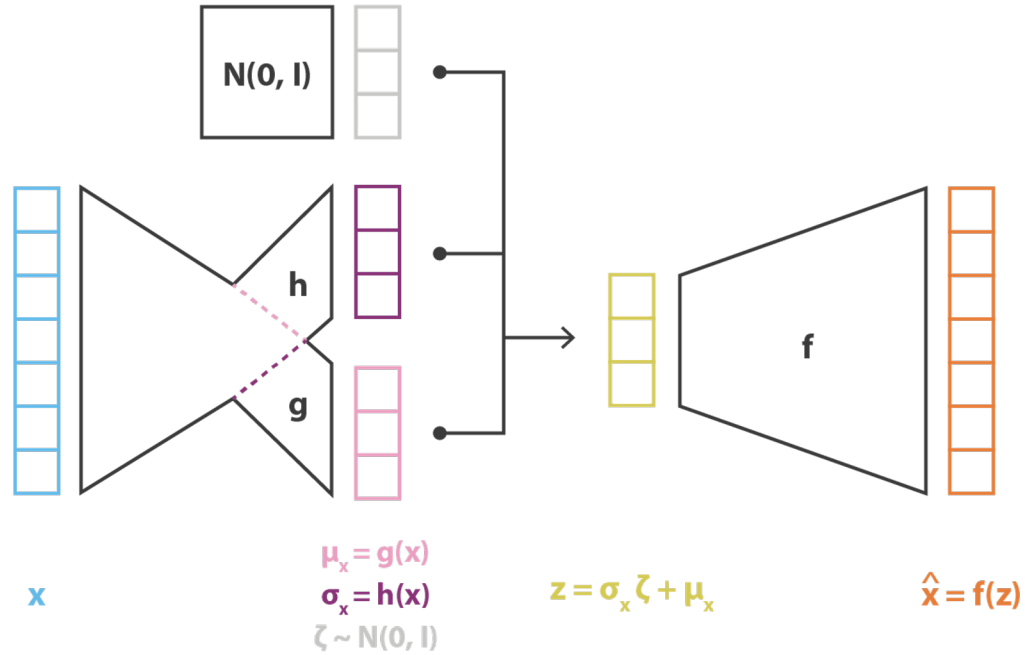 N(0, I)
h
g
f
μx = g(x)
x
σx = h(x)
z = σx ζ + μx
x̂ = f(z)
ζ ~ N(0, I)